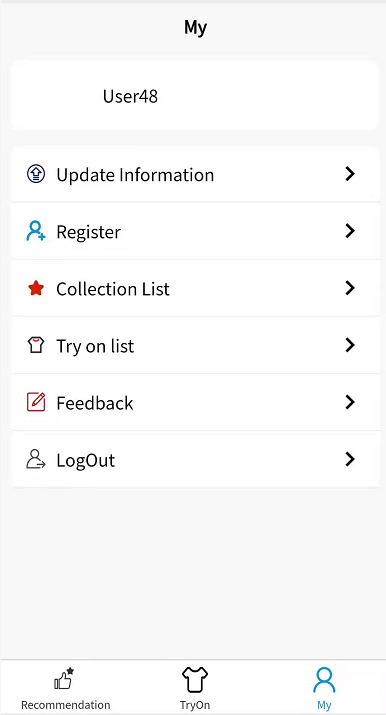 My
User48
Update Information
Register
Collection List
Try on list
Feedback
LogOut
Recommendation
TryOn
My